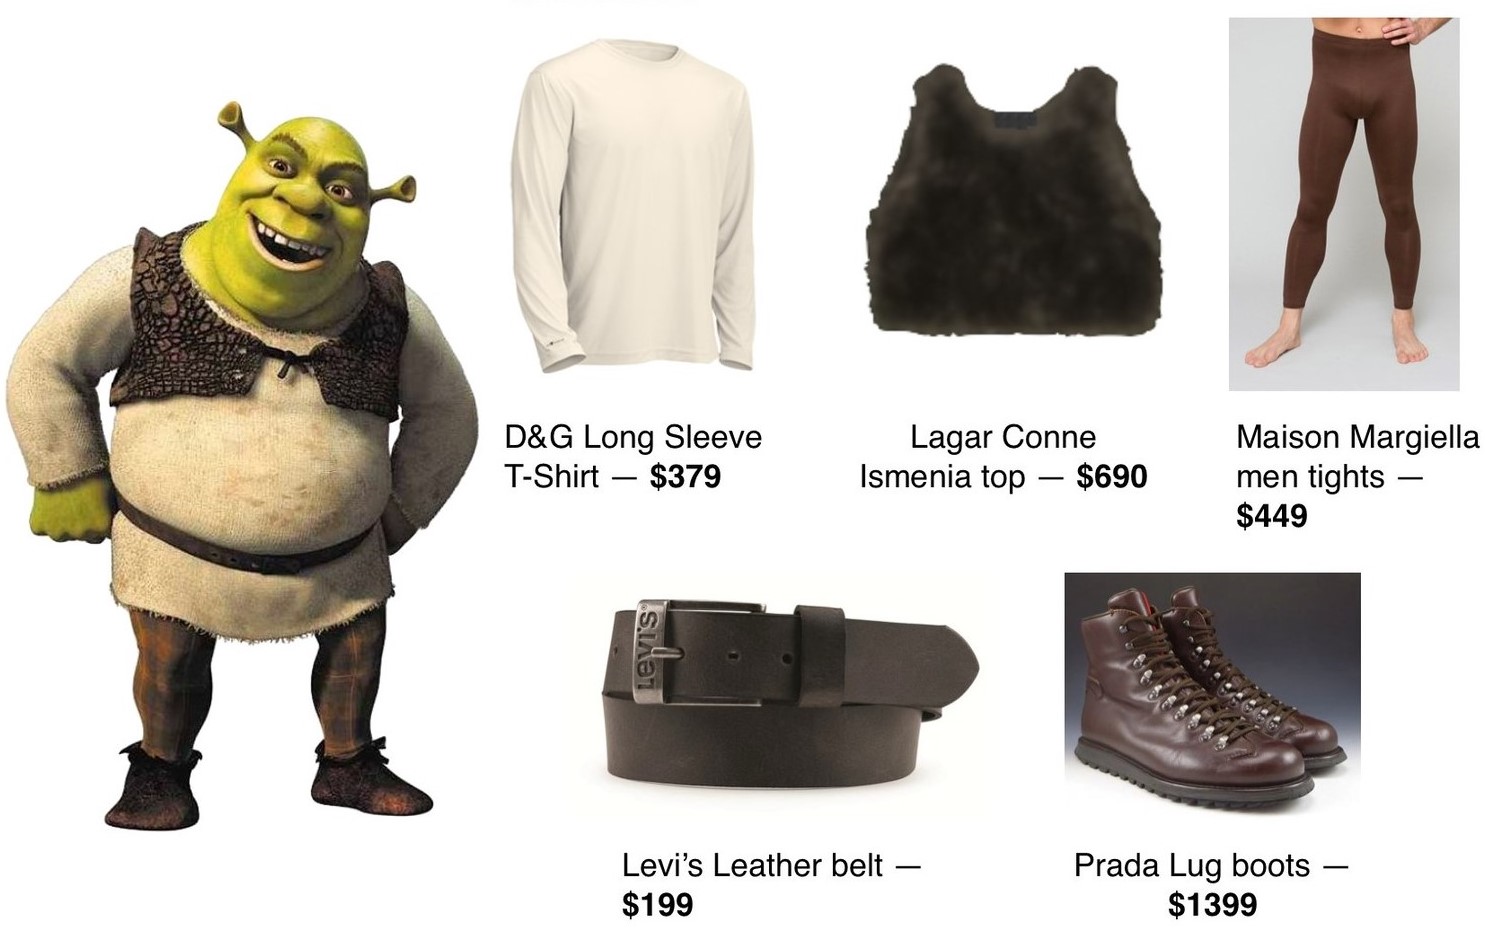 D&G Long Sleeve
T-Shirt — $379
Lagar Conne
Ismenia top — $690
Maison Margiella
men tights —
$449
Levi's
Levi’s Leather belt —
$199
Prada Lug boots —
$1399